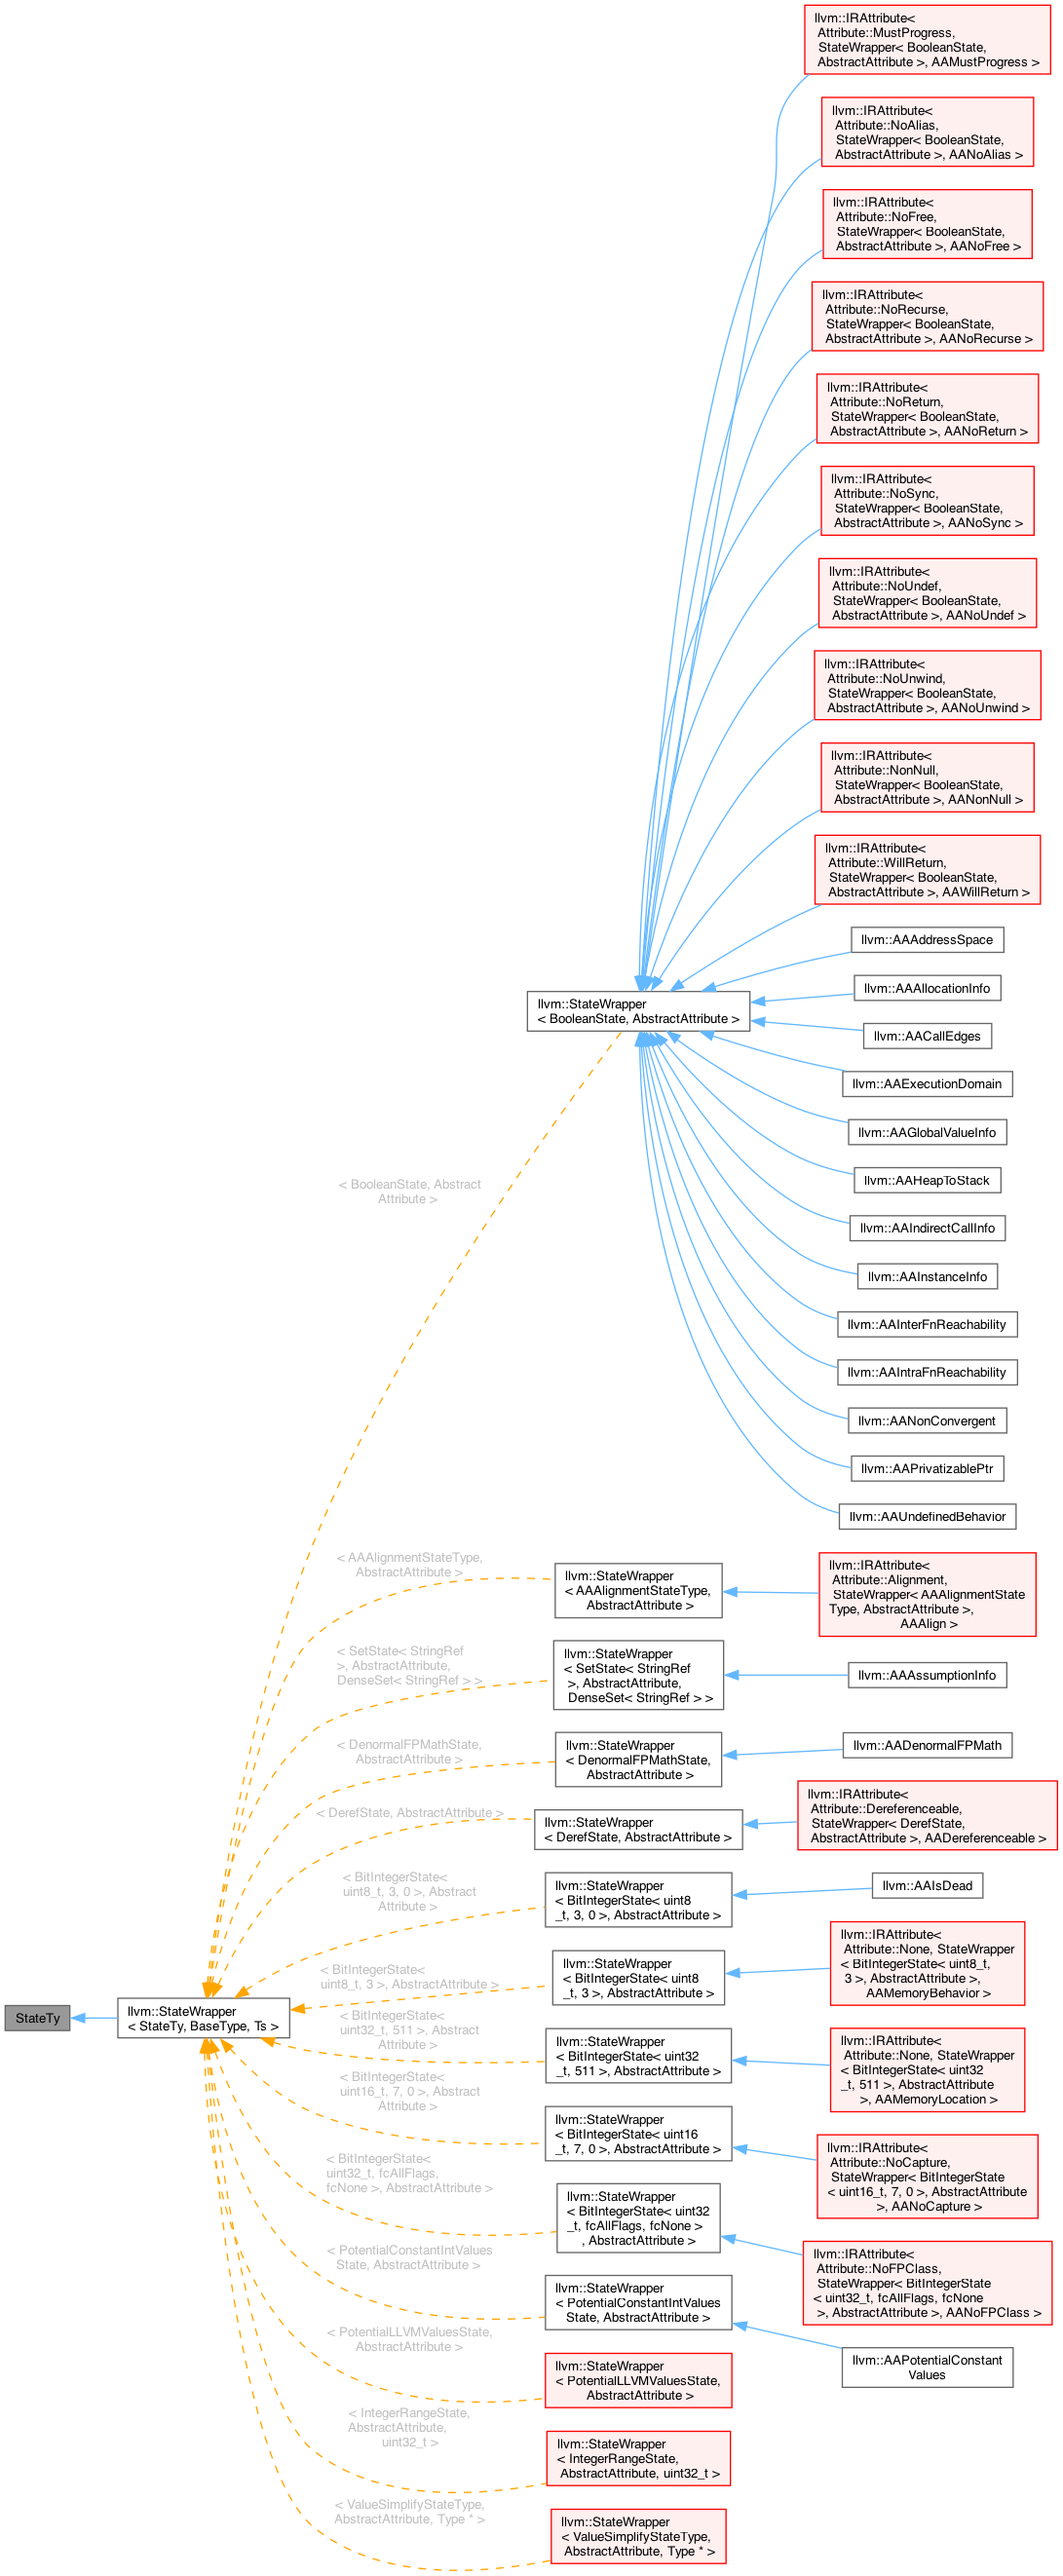 llvm::IRAttribute<
Attribute::MustProgress,
StateWrapper< BooleanState,
AbstractAttribute >, AAMustProgress >
llvm::IRAttribute<
Attribute::NoAlias,
StateWrapper< BooleanState,
AbstractAttribute >, AANoAlias >
llvm::IRAttribute<
Attribute::NoFree,
StateWrapper< BooleanState,
AbstractAttribute >, AANoFree >
llvm::IRAttribute<
Attribute::NoRecurse,
StateWrapper< BooleanState,
AbstractAttribute >, AANoRecurse >
llvm::IRAttribute<
Attribute::NoReturn,
StateWrapper< BooleanState,
AbstractAttribute >, AANoReturn >
llvm::IRAttribute<
Attribute::NoSync,
StateWrapper< BooleanState,
AbstractAttribute >, AANoSync >
llvm::IRAttribute<
Attribute::NoUndef,
StateWrapper< BooleanState,
AbstractAttribute >, AANoUndef >
llvm::IRAttribute<
Attribute::NoUnwind,
StateWrapper< BooleanState,
AbstractAttribute >, AANoUnwind >
llvm::IRAttribute<
Attribute::NonNull,
StateWrapper< BooleanState,
AbstractAttribute >, AANonNull >
llvm::IRAttribute<
Attribute::WillReturn,
StateWrapper< BooleanState,
AbstractAttribute >, AAWillReturn >
llvm::AAAddressSpace
llvm::AAAllocationInfo
llvm::StateWrapper
< BooleanState, AbstractAttribute >
llvm::AACallEdges
llvm::AAExecutionDomain
llvm::AAGlobalValueInfo
llvm::AAHeapToStack
< BooleanState, Abstract
Attribute >
llvm::AAIndirectCallInfo
llvm::AAInstanceInfo
llvm::AAInterFnReachability
llvm::AAIntraFnReachability
llvm::AANonConvergent
llvm::AAPrivatizablePtr
llvm::AAUndefinedBehavior
< AAAlignmentStateType,
AbstractAttribute >
llvm::StateWrapper
< AAAlignmentStateType,
AbstractAttribute >
llvm::IRAttribute<
Attribute::Alignment,
StateWrapper< AAAlignmentState
Type, AbstractAttribute >,
AAAlign >
< SetState< StringRef
>, AbstractAttribute,
DenseSet< StringRef > >
llvm::StateWrapper
< SetState< StringRef
>, AbstractAttribute,
DenseSet< StringRef > >
llvm::AAAssumptionInfo
< DenormalFPMathState,
AbstractAttribute >
llvm::StateWrapper
< DenormalFPMathState,
AbstractAttribute >
llvm::AADenormalFPMath
< DerefState, AbstractAttribute >
llvm::StateWrapper
< DerefState, AbstractAttribute >
llvm::IRAttribute<
Attribute::Dereferenceable,
StateWrapper< DerefState,
AbstractAttribute >, AADereferenceable >
< BitIntegerState<
uint8_t, 3, 0 >, Abstract
Attribute >
llvm::StateWrapper
< BitIntegerState< uint8
_t, 3, 0 >, AbstractAttribute >
llvm::AAIsDead
< BitIntegerState<
uint8_t, 3 >, AbstractAttribute >
llvm::StateWrapper
< BitIntegerState< uint8
_t, 3 >, AbstractAttribute >
llvm::IRAttribute<
Attribute::None, StateWrapper
< BitIntegerState< uint8_t,
3 >, AbstractAttribute >,
AAMemoryBehavior >
StateTy
llvm::StateWrapper
< StateTy, BaseType, Ts >
< BitIntegerState<
uint32_t, 511 >, Abstract
Attribute >
llvm::StateWrapper
< BitIntegerState< uint32
_t, 511 >, AbstractAttribute >
llvm::IRAttribute<
Attribute::None, StateWrapper
< BitIntegerState< uint32
_t, 511 >, AbstractAttribute
>, AAMemoryLocation >
< BitIntegerState<
uint16_t, 7, 0 >, Abstract
Attribute >
llvm::StateWrapper
< BitIntegerState< uint16
_t, 7, 0 >, AbstractAttribute >
llvm::IRAttribute<
Attribute::NoCapture,
StateWrapper< BitIntegerState
< uint16_t, 7, 0 >, AbstractAttribute
>, AANoCapture >
< BitIntegerState<
uint32_t, fcAllFlags,
fcNone >, AbstractAttribute >
llvm::StateWrapper
< BitIntegerState< uint32
_t, fcAllFlags, fcNone >
, AbstractAttribute >
llvm::IRAttribute<
Attribute::NoFPClass,
StateWrapper< BitIntegerState
< uint32_t, fcAllFlags, fcNone
>, AbstractAttribute >, AANoFPClass >
< PotentialConstantIntValues
State, AbstractAttribute >
llvm::StateWrapper
< PotentialConstantIntValues
State, AbstractAttribute >
llvm::AAPotentialConstant
Values
< PotentialLLVMValuesState,
AbstractAttribute >
llvm::StateWrapper
< PotentialLLVMValuesState,
AbstractAttribute >
< IntegerRangeState,
AbstractAttribute,
uint32_t >
llvm::StateWrapper
< IntegerRangeState,
AbstractAttribute, uint32_t >
< ValueSimplifyStateType,
AbstractAttribute, Type * >
llvm::StateWrapper
< ValueSimplifyStateType,
AbstractAttribute, Type * >